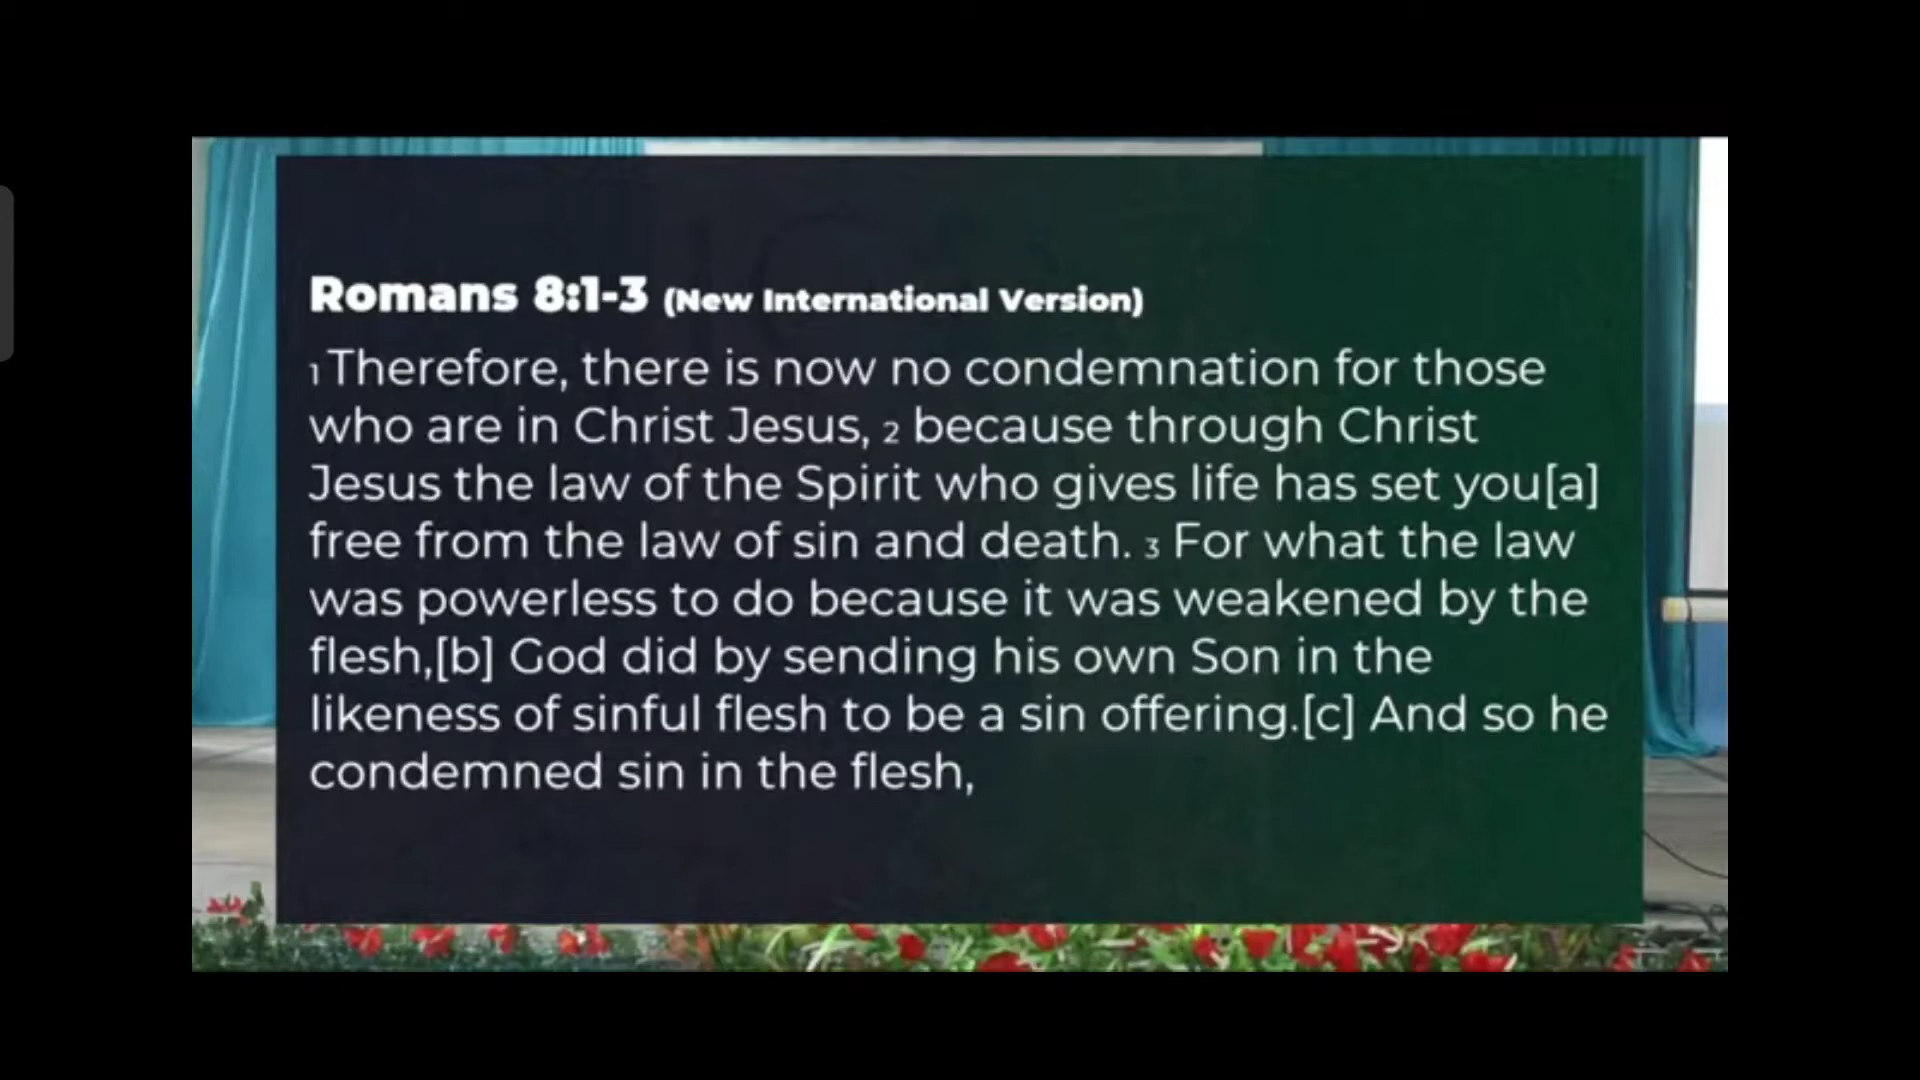 Romans 8:1-3 (New International Version)
1 Therefore, there is now no condemnation for those
who are in Christ Jesus, 2 because through Christ
Jesus the law of the Spirit who gives life has set you[a]
free from the law of sin and death. 3 For what the law
was powerless to do because it was weakened by the
flesh,[b] God did by sending his own Son in the
likeness of sinful flesh to be a sin offering.[c] And so he
condemned sin in the flesh,